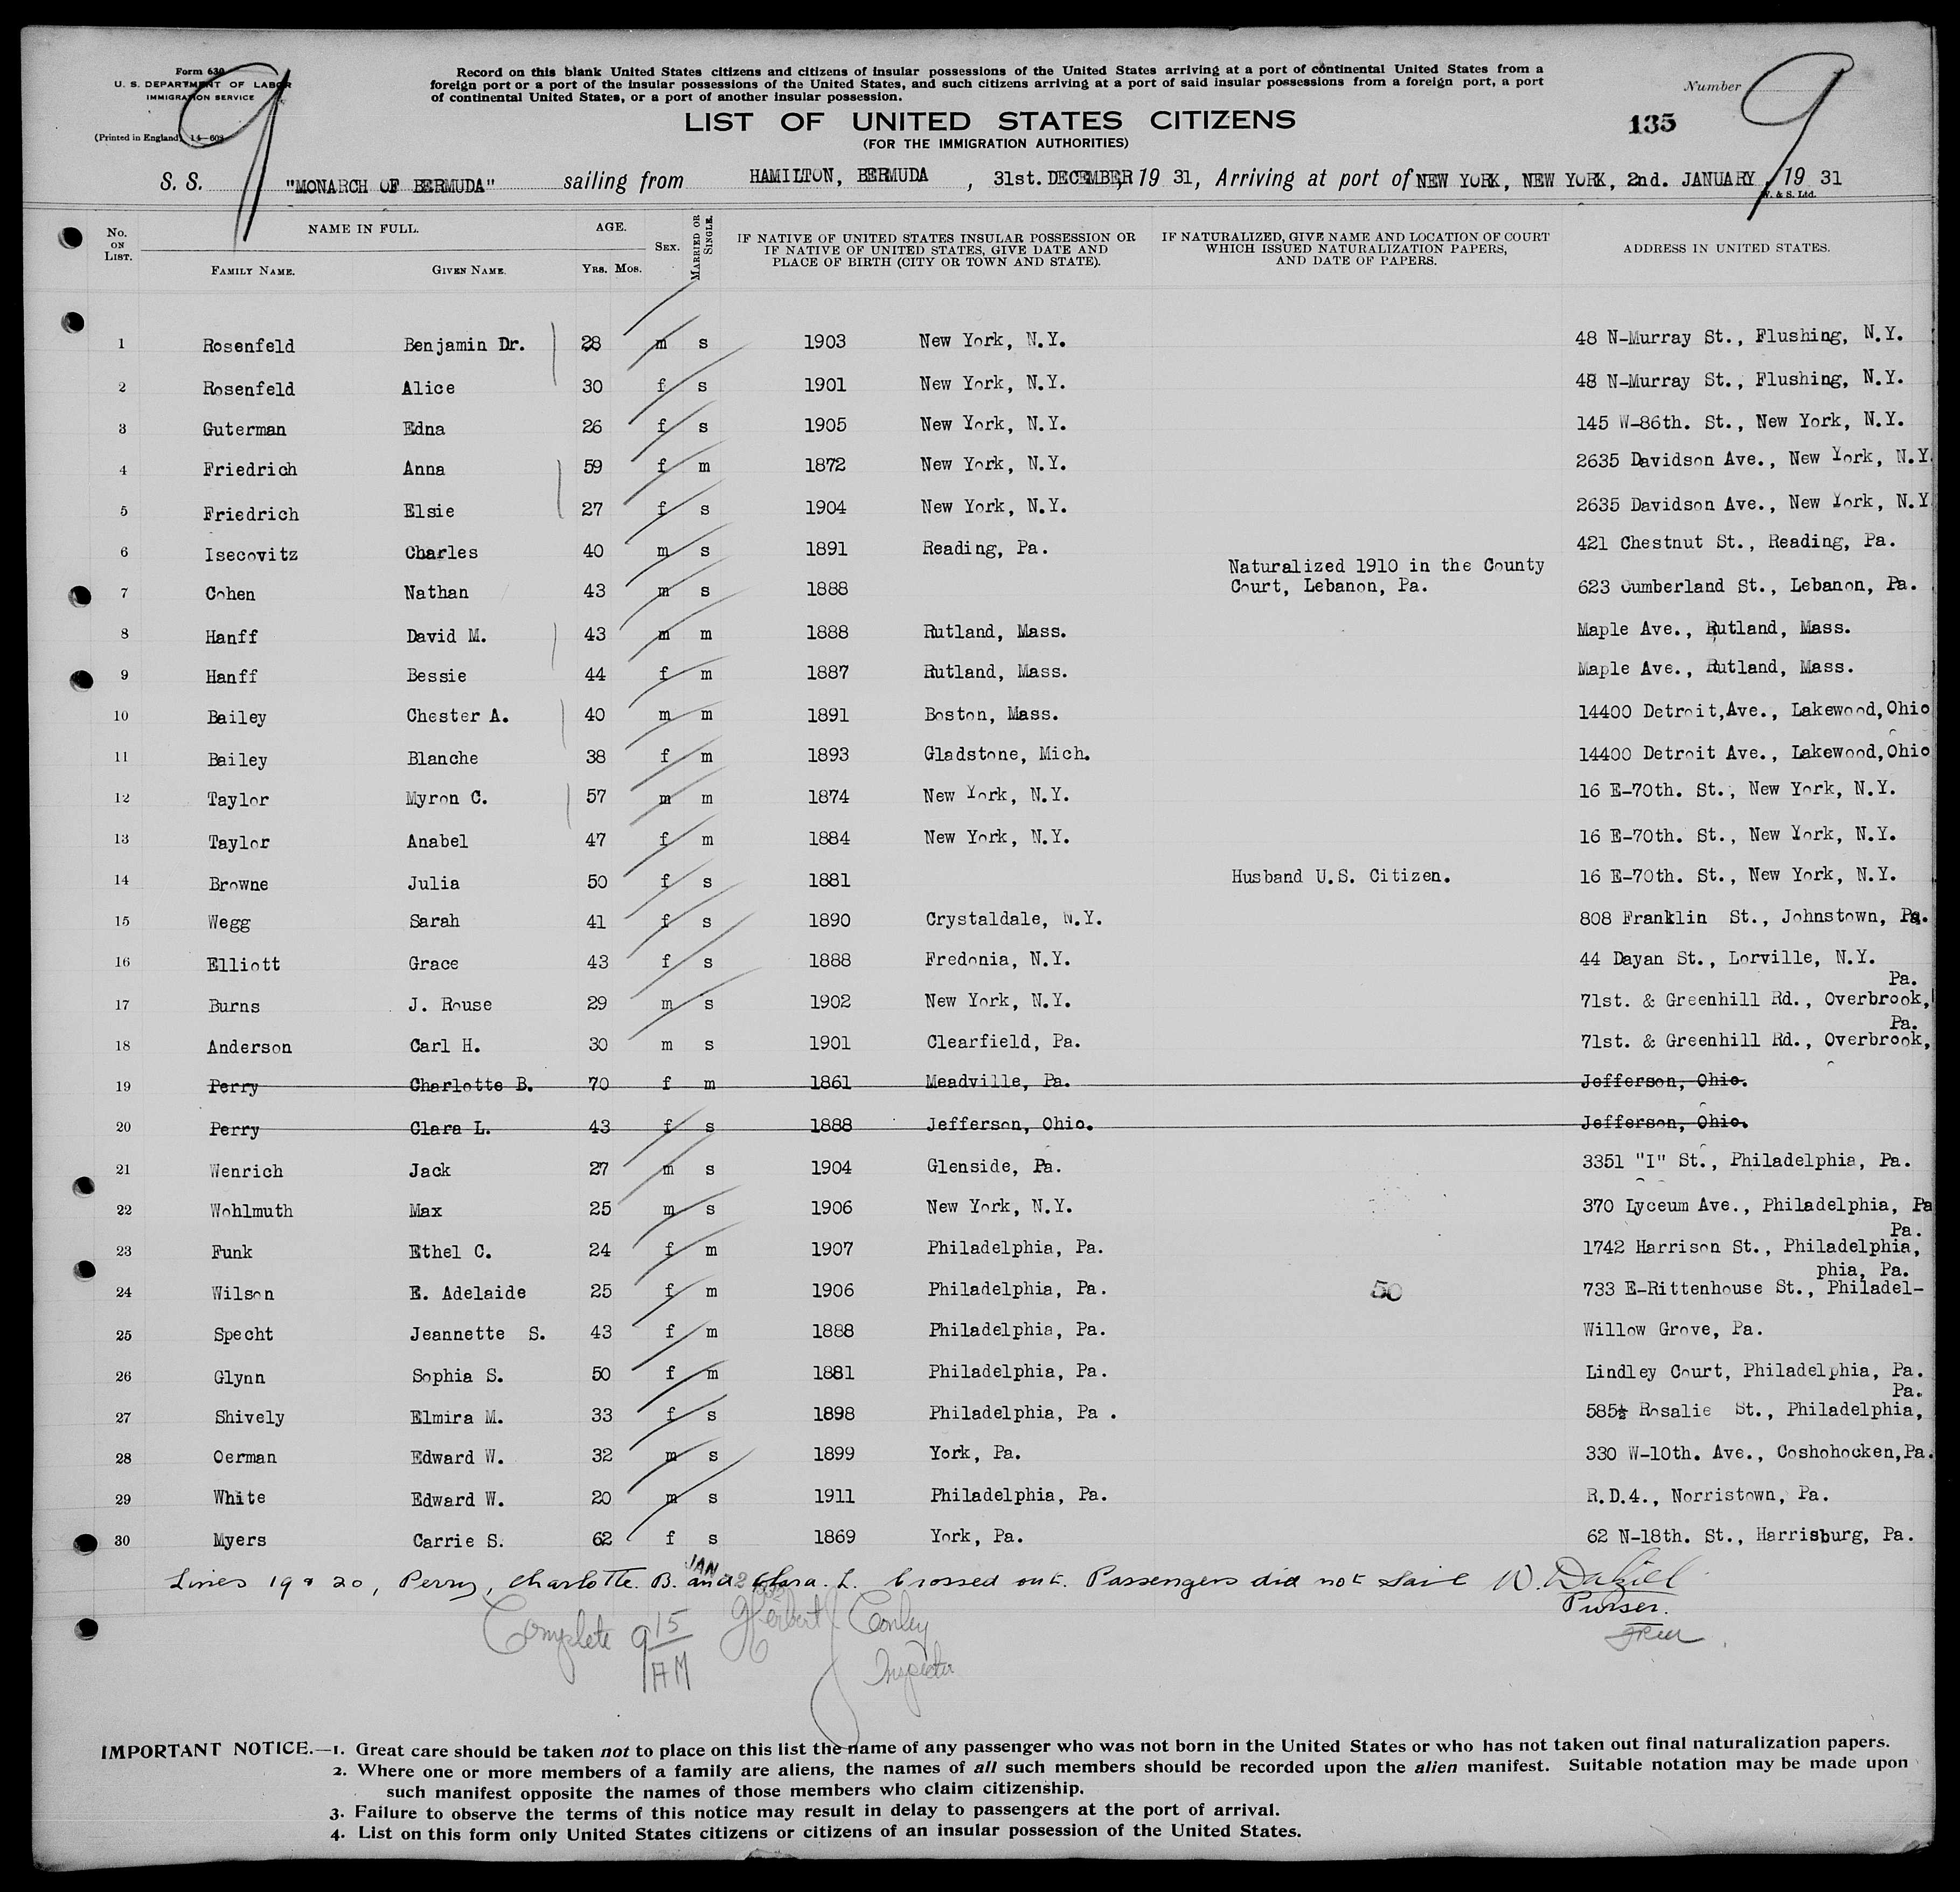 Form 630
U. S. DEPARTMENT OF LABOR
IMMIGRATION SERVICE
(Printed in England) 14-609
9
Record on this blank United States citizens and citizens of insular possessions of the United States arriving at a port of continental United States from a
foreign port or a port of the insular possessions of the United States, and such citizens arriving at a port of said insular possessions from a foreign port, a port
of continental United States, or a port of another insular possession.
LIST OF UNITED STATES CITIZENS
(FOR THE IMMIGRATION AUTHORITIES)
Number 9
135
S. S. "MONARCH OF BERMUDA" sailing from HAMILTON, BERMUDA, 31st. DECEMBER, 19 31, Arriving at port of NEW YORK, NEW YORK, 2nd. JANUARY, 19 31
W. & S. Ltd.
No. ON LIST. NAME IN FULL. AGE. SEX. MARRIED OR SINGLE. IF NATIVE OF UNITED STATES INSULAR POSSESSION OR IF NATIVE OF UNITED STATES, GIVE DATE AND PLACE OF BIRTH (CITY OR TOWN AND STATE). IF NATURALIZED, GIVE NAME AND LOCATION OF COURT WHICH ISSUED NATURALIZATION PAPERS, AND DATE OF PAPERS. ADDRESS IN UNITED STATES.
FAMILY NAME. GIVEN NAME. YRS. MOS.
1 Rosenfeld Benjamin Dr. 28 m s 1903 New York, N.Y. 48 N-Murray St., Flushing, N.Y.
2 Rosenfeld Alice 30 f s 1901 New York, N.Y. 48 N-Murray St., Flushing, N.Y.
3 Guterman Edna 26 f s 1905 New York, N.Y. 145 W-86th. St., New York, N.Y.
4 Friedrich Anna 59 f m 1872 New York, N.Y. 2635 Davidson Ave., New York, N.Y.
5 Friedrich Elsie 27 f s 1904 New York, N.Y. 2635 Davidson Ave., New York, N.Y
6 Isecovitz Charles 40 m s 1891 Reading, Pa. 421 Chestnut St., Reading, Pa.
7 Cohen Nathan 43 m s 1888 Naturalized 1910 in the County Court, Lebanon, Pa. 623 Cumberland St., Lebanon, Pa.
8 Hanff David M. 43 m m 1888 Rutland, Mass. Maple Ave., Rutland, Mass.
9 Hanff Bessie 44 f m 1887 Rutland, Mass. Maple Ave., Rutland, Mass.
10 Bailey Chester A. 40 m m 1891 Boston, Mass. 14400 Detroit,Ave., Lakewood,Ohio
11 Bailey Blanche 38 f m 1893 Gladstone, Mich. 14400 Detroit Ave., Lakewood,Ohio
12 Taylor Myron C. 57 m m 1874 New York, N.Y. 16 E-70th. St., New York, N.Y.
13 Taylor Anabel 47 f m 1884 New York, N.Y. 16 E-70th. St., New York, N.Y.
14 Browne Julia 50 f s 1881 Husband U.S. Citizen. 16 E-70th. St., New York, N.Y.
15 Wegg Sarah 41 f s 1890 Crystaldale, N.Y. 808 Franklin St., Johnstown, Pa.
16 Elliott Grace 43 f s 1888 Fredonia, N.Y. 44 Dayan St., Lorville, N.Y.
17 Burns J. Rouse 29 m s 1902 New York, N.Y. 71st. & Greenhill Rd., Overbrook, Pa.
18 Anderson Carl H. 30 m s 1901 Clearfield, Pa. 71st. & Greenhill Rd., Overbrook, Pa.
19 Perry Charlotte B. 70 f m 1861 Meadville, Pa. Jefferson, Ohio.
20 Perry Clara L. 43 f s 1888 Jefferson, Ohio. Jefferson, Ohio.
21 Wenrich Jack 27 m s 1904 Glenside, Pa. 3351 "I" St., Philadelphia, Pa.
22 Wohlmuth Max 25 m s 1906 New York, N.Y. 370 Lyceum Ave., Philadelphia, Pa
23 Funk Ethel C. 24 f m 1907 Philadelphia, Pa. 1742 Harrison St., Philadelphia, Pa.
24 Wilson E. Adelaide 25 f m 1906 Philadelphia, Pa. 50 733 E-Rittenhouse St., Philadel-phia, Pa.
25 Specht Jeannette S. 43 f m 1888 Philadelphia, Pa. Willow Grove, Pa.
26 Glynn Sophia S. 50 f m 1881 Philadelphia, Pa. Lindley Court, Philadelphia, Pa.
27 Shively Elmira M. 33 f s 1898 Philadelphia, Pa . 585½ Rosalie St., Philadelphia, Pa.
28 Oerman Edward W. 32 m s 1899 York, Pa. 330 W-10th. Ave., Coshohocken,Pa.
29 White Edward W. 20 m s 1911 Philadelphia, Pa. R.D.4., Norristown, Pa.
30 Myers Carrie S. 62 f s 1869 York, Pa. 62 N-18th. St., Harrisburg, Pa.
JAN 2
Lines 19 & 20, Perry, Charlotte. B. and Clara. L. Crossed out. Passengers did not sail W.
Purser.
Complete 9 15 AM Herbert J Conley
Inspector
IMPORTANT NOTICE.—1. Great care should be taken not to place on this list the name of any passenger who was not born in the United States or who has not taken out final naturalization papers.
2. Where one or more members of a family are aliens, the names of all such members should be recorded upon the alien manifest. Suitable notation may be made upon
such manifest opposite the names of those members who claim citizenship.
3. Failure to observe the terms of this notice may result in delay to passengers at the port of arrival.
4. List on this form only United States citizens or citizens of an insular possession of the United States.